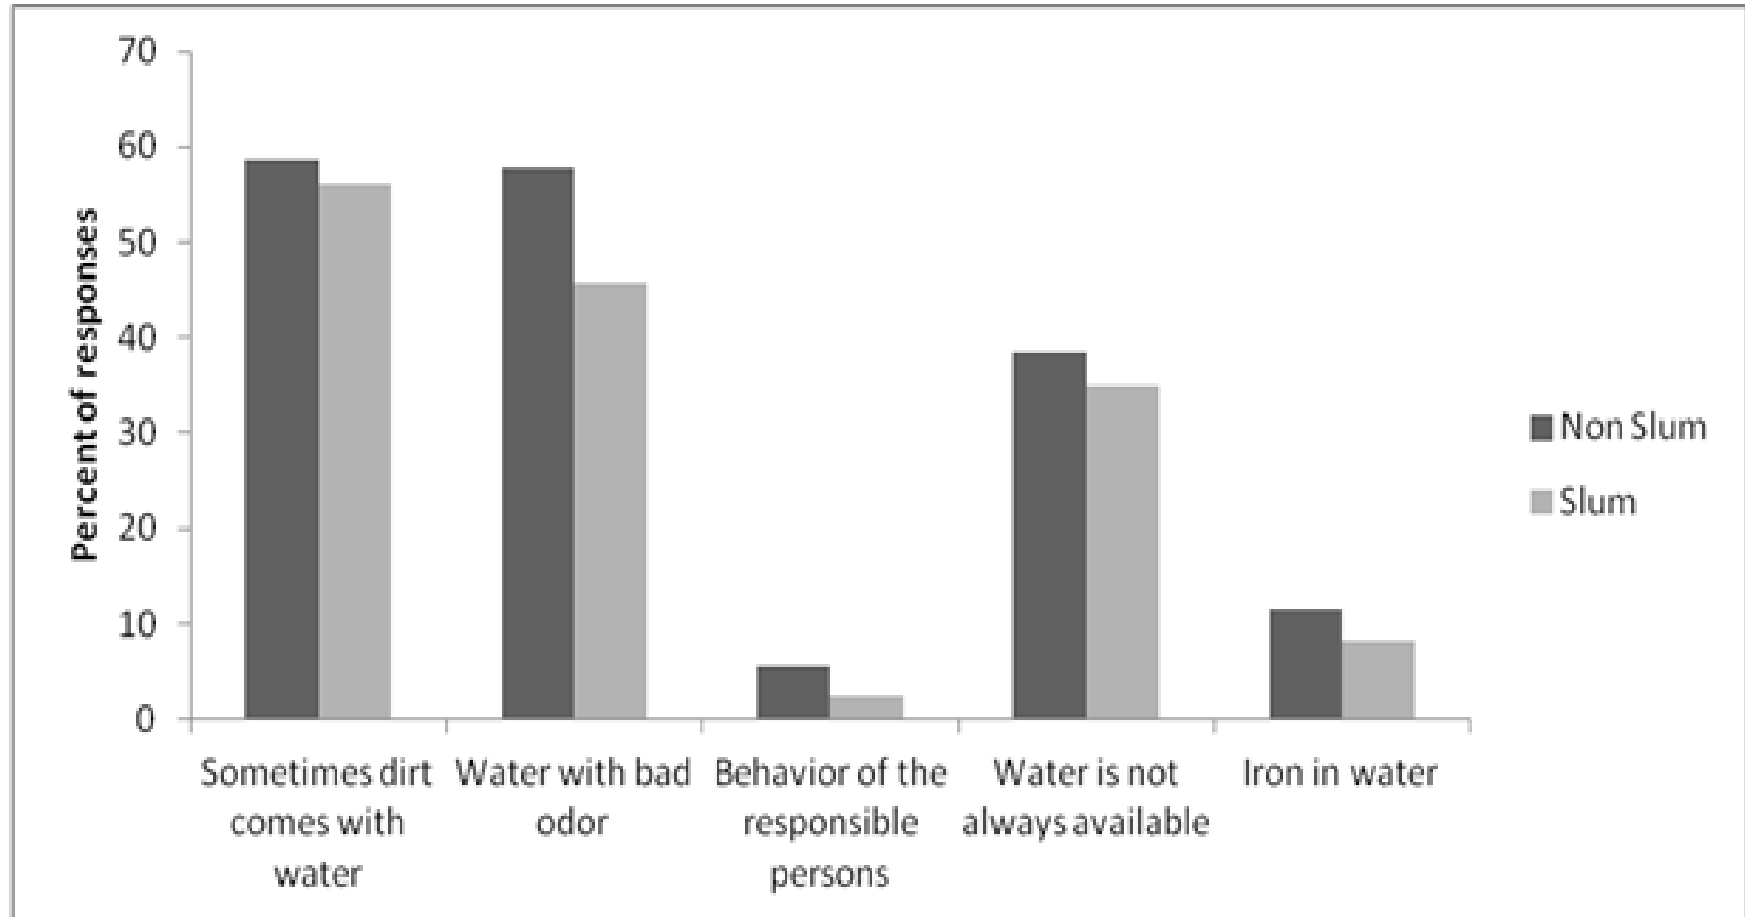 70
60
50
40
30
20
10
0
Percent of responses
Sometimes dirt
comes with
water
Water with bad
odor
Behavior of the
responsible
persons
Water is not
always available
Iron in water
Non Slum
Slum